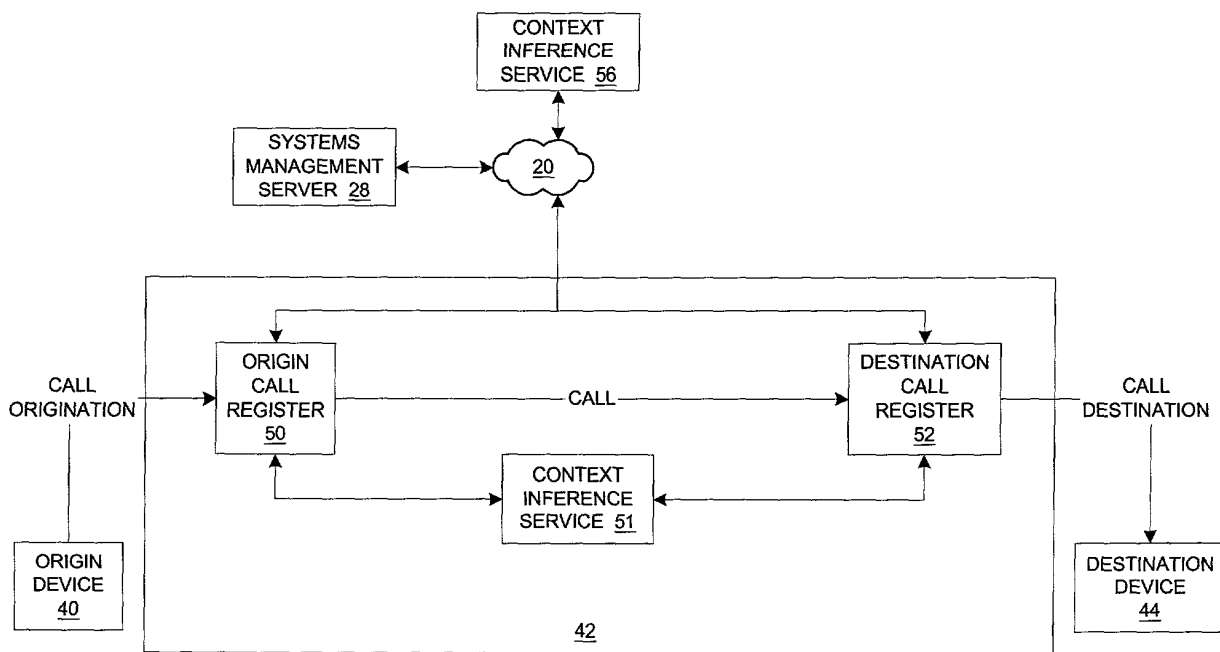 CONTEXT
INFERENCE
SERVICE 56
SYSTEMS
MANAGEMENT
SERVER 28
20
ORIGIN
CALL
REGISTER
50
DESTINATION
CALL
REGISTER
52
CALL
ORIGINATION
CALL
CALL
DESTINATION
CONTEXT
INFERENCE
SERVICE 51
ORIGIN
DEVICE
40
DESTINATION
DEVICE
44
42